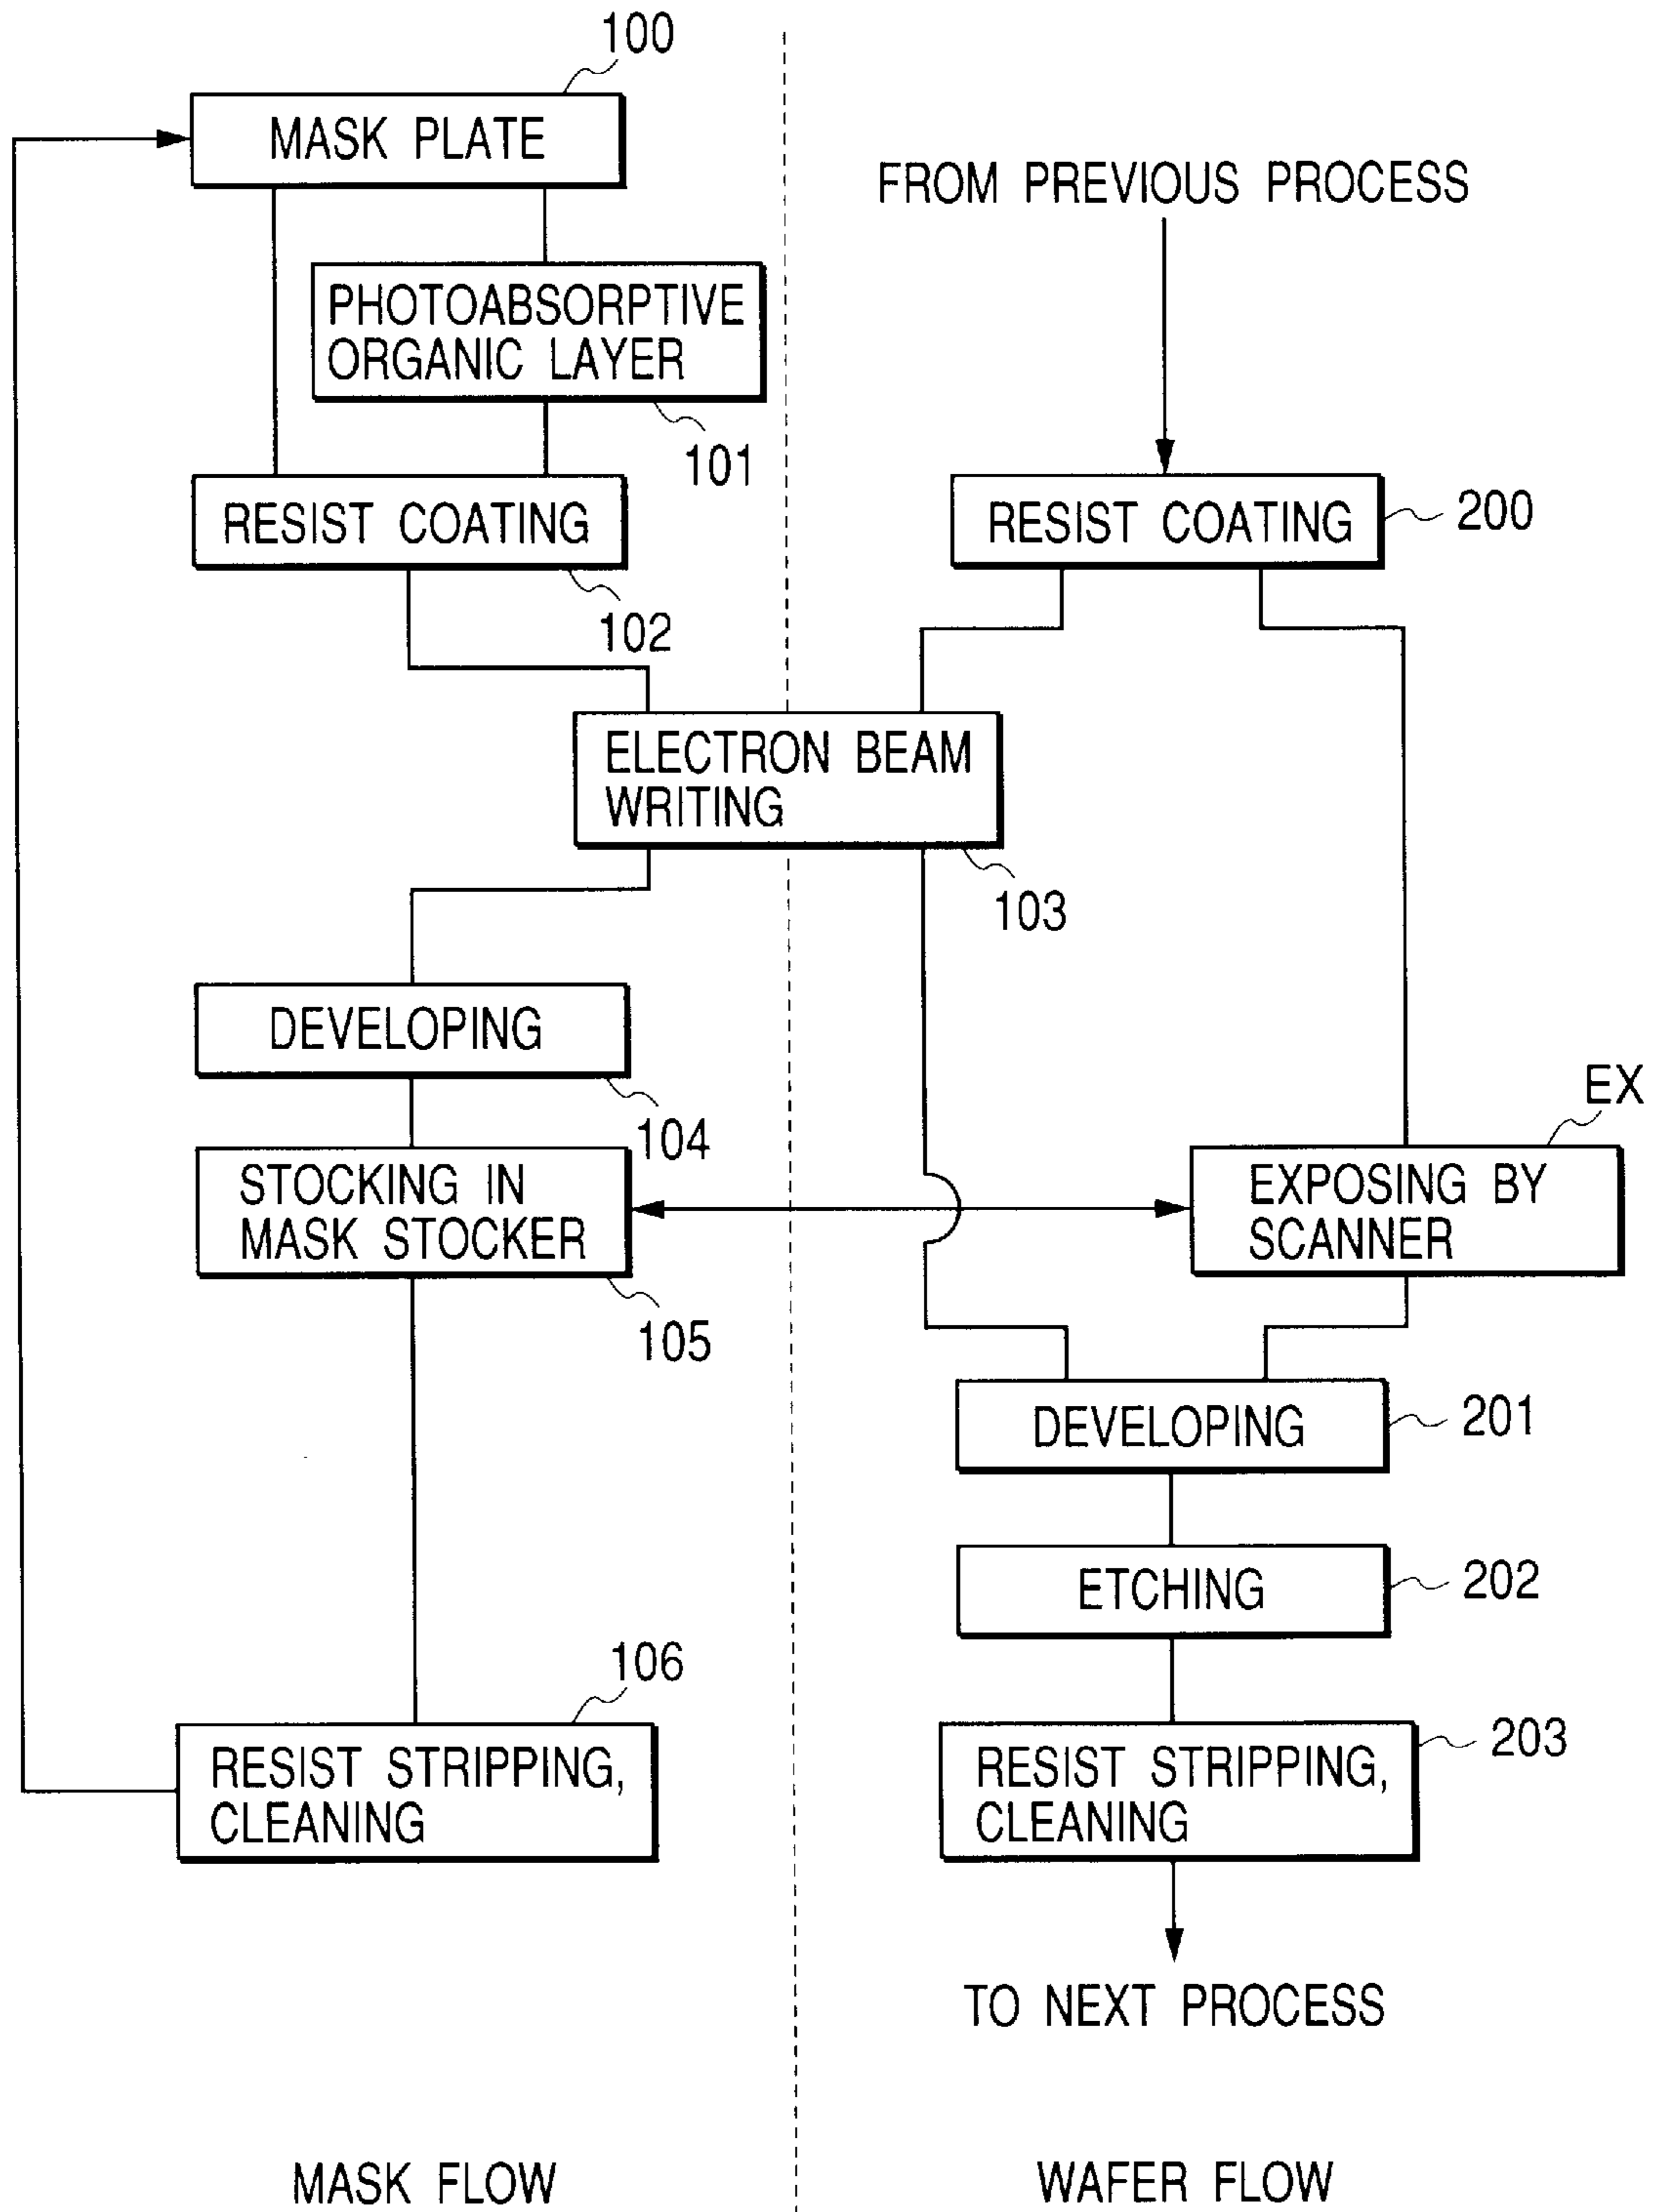 100
MASK PLATE
FROM PREVIOUS PROCESS
PHOTOABSORPTIVE
ORGANIC LAYER
101
RESIST COATING
102
RESIST COATING
200
ELECTRON BEAM
WRITING
103
DEVELOPING
104
EX
STOCKING IN
MASK STOCKER
105
EXPOSING BY
SCANNER
DEVELOPING
201
ETCHING
202
106
RESIST STRIPPING,
CLEANING
RESIST STRIPPING,
CLEANING
203
TO NEXT PROCESS
MASK FLOW
WAFER FLOW